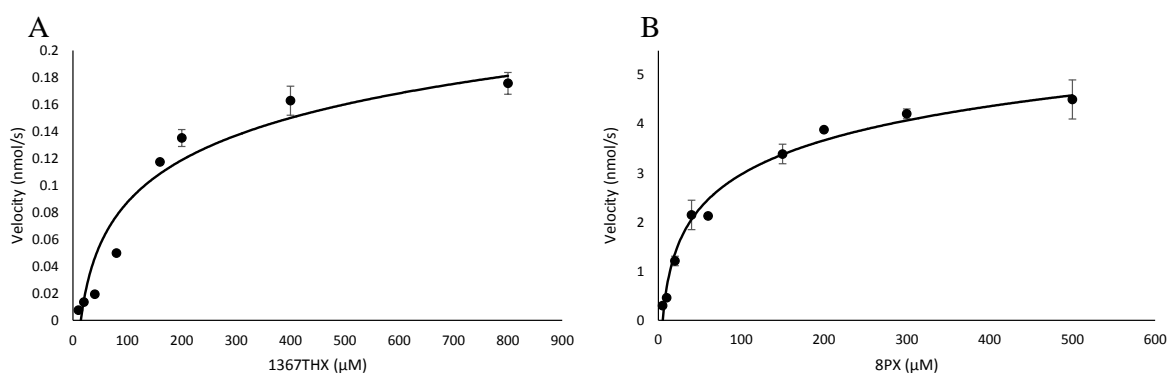 A
Velocity (nmol/s)
0.2
0.18
0.16
0.14
0.12
0.1
0.08
0.06
0.04
0.02
0
0 100 200 300 400 500 600 700 800 900
1367THX (μM)
B
Velocity (nmol/s)
5
4
3
2
1
0
0 100 200 300 400 500 600
8PX (μM)